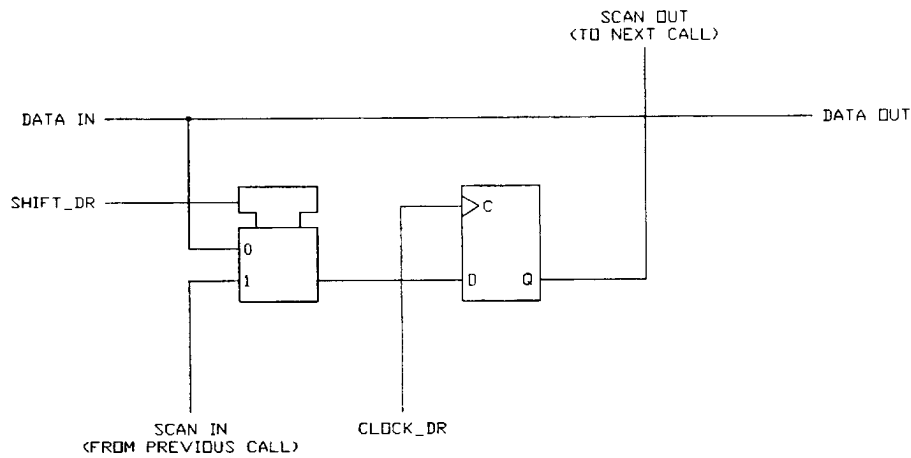 SCAN OUT
(TO NEXT CALL)
DATA IN
DATA OUT
SHIFT_DR
C
0
1
D
Q
SCAN IN
(FROM PREVIOUS CALL)
CLOCK_DR